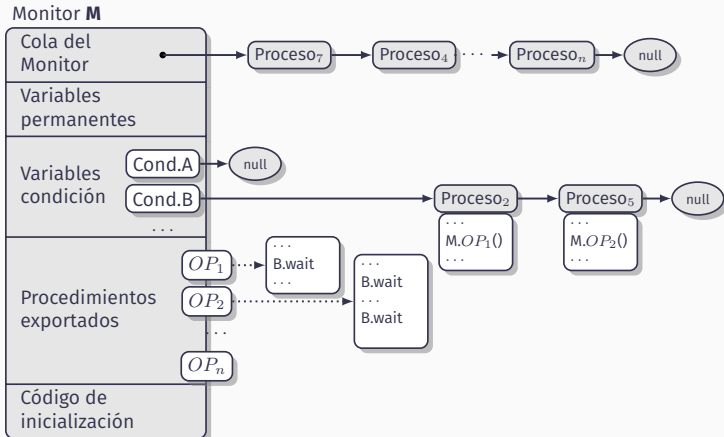 Monitor M
Cola del
Monitor
Proceso₇
Proceso₄
...
Procesoₙ
null
Variables
permanentes
Variables
condición
Cond.A
null
Cond.B
...
Proceso₂
Proceso₅
null
...
M.OP₁()
...
...
M.OP₂()
...
Procedimientos
exportados
OP₁
...
B.wait
...
OP₂
...
B.wait
...
B.wait
...
OPₙ
Código de
inicialización